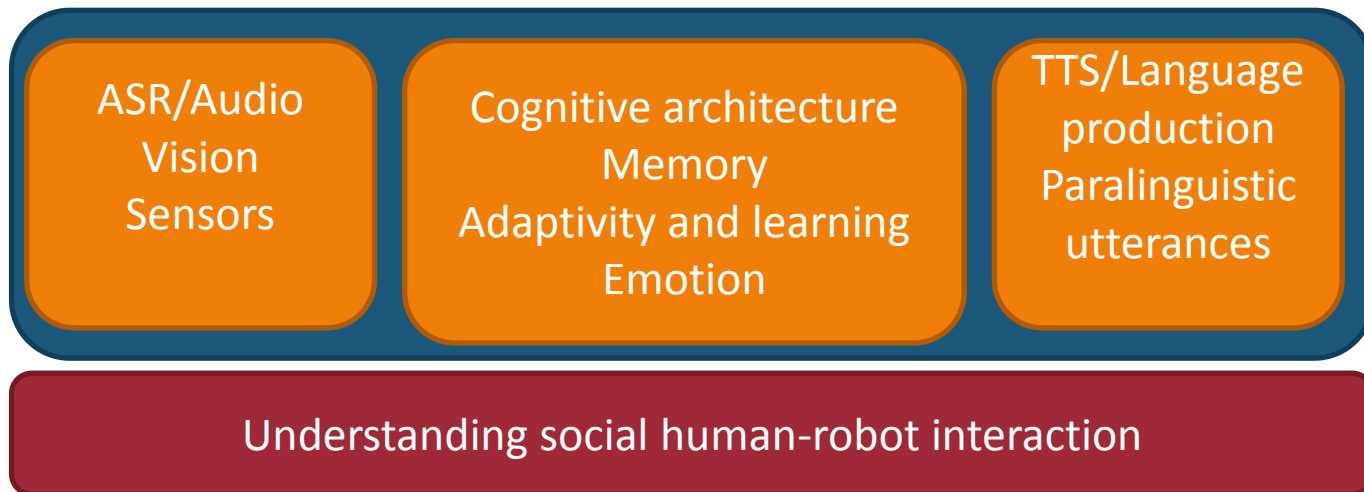 ASR/Audio
Vision
Sensors
Cognitive architecture
Memory
Adaptivity and learning
Emotion
TTS/Language
production
Paralinguistic
utterances
Understanding social human-robot interaction